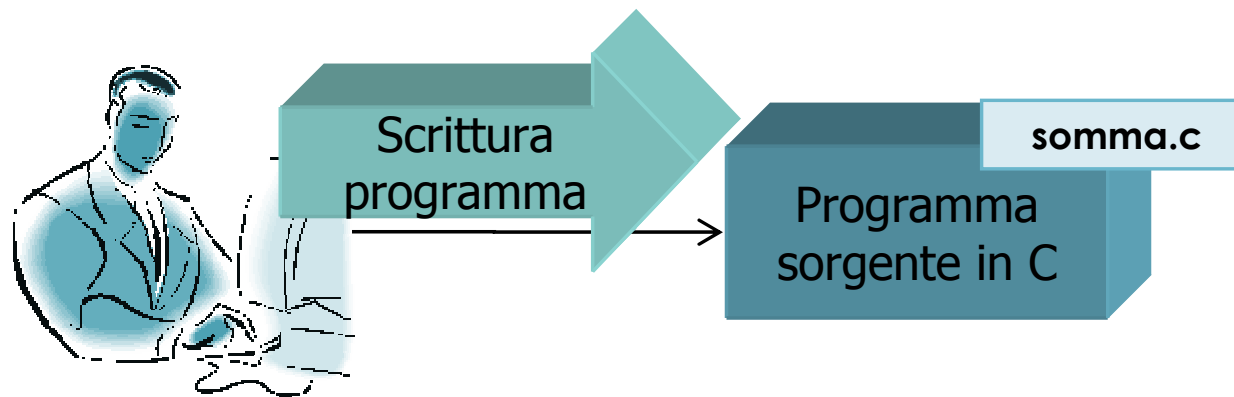 Scrittura
programma
somma.c
Programma
sorgente in C